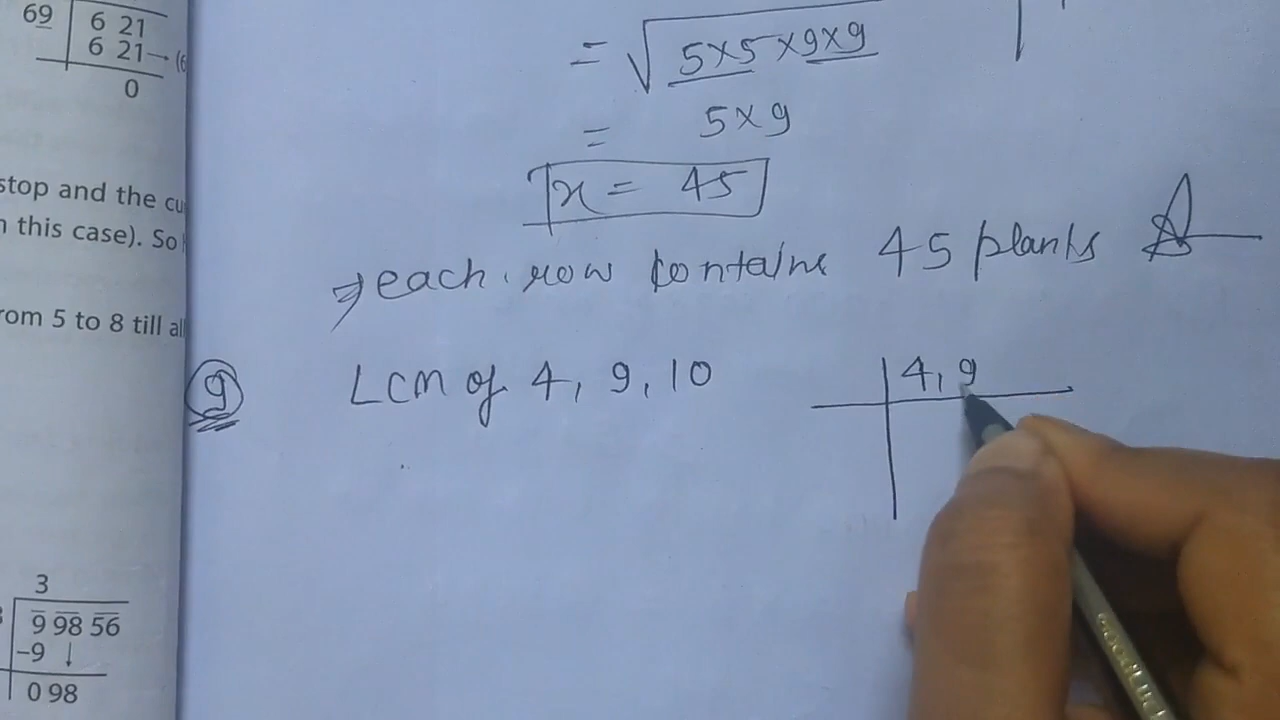 69 | 6 21
6 21 → (6
0
stop and the cu
n this case). So
rom 5 to 8 till al
3
9 98 56
-9 ↓
0 98
= √5×5×9×9
= 5×9
x = 45
⇒ each row contains 45 plants
9 LCM of 4, 9, 10
4, 9